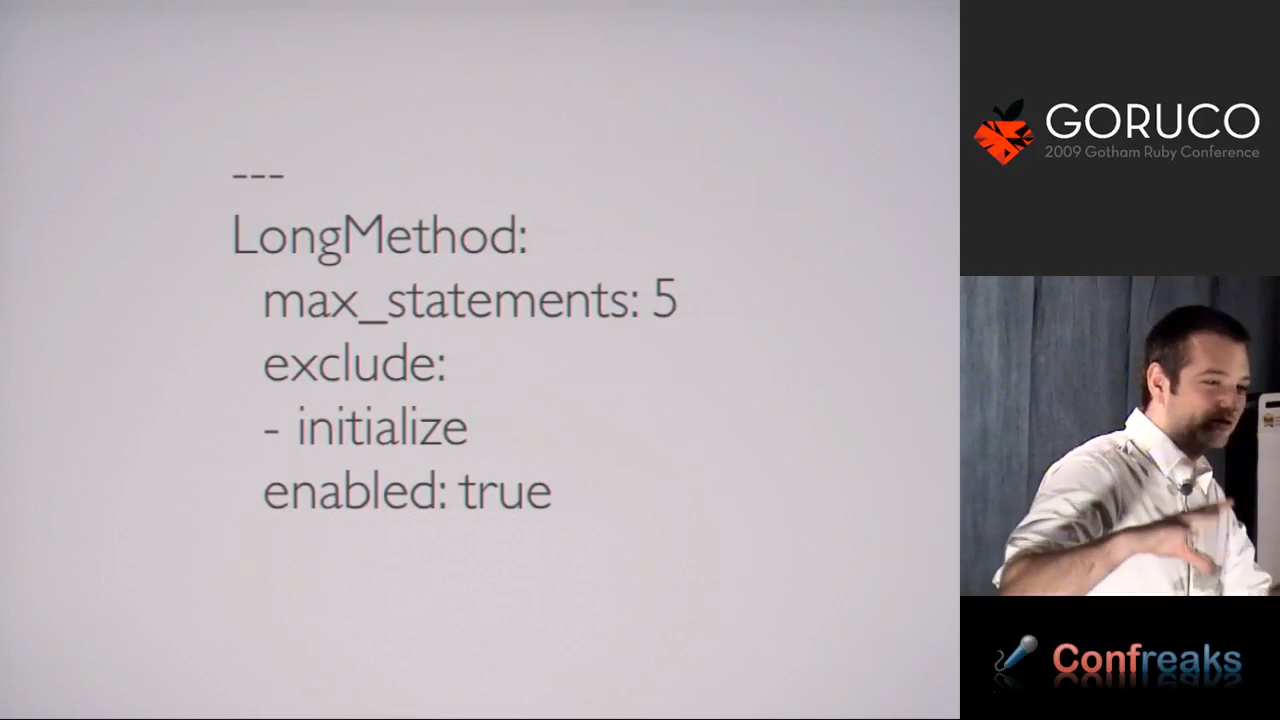 ---
LongMethod:
max_statements: 5
exclude:
- initialize
enabled: true
GORUCO
2009 Gotham Ruby Conference
Confreaks